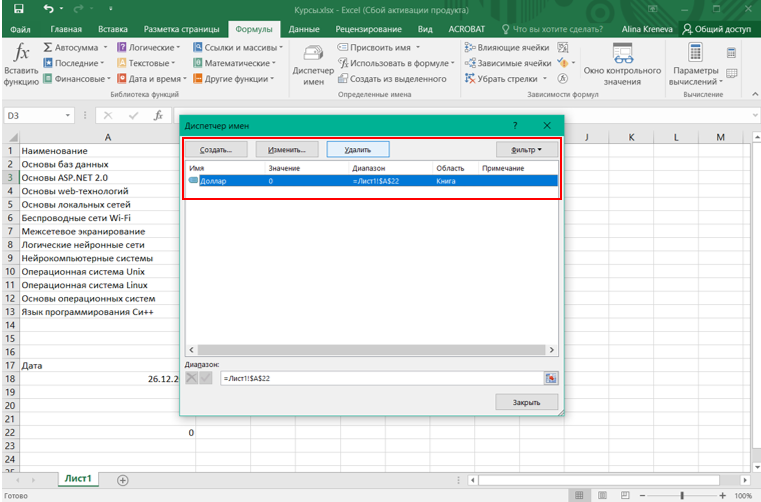 Курсы.xlsx - Excel (Сбой активации продукта)
Файл Главная Вставка Разметка страницы Формулы Данные Рецензирование Вид ACROBAT Что вы хотите сделать? Alina Kreneva Общий доступ
fx Σ Автосумма Логические Ссылки и массивы Присвоить имя Влияющие ячейки
Вставить функцию Последние Текстовые Математические Диспетчер имен Использовать в формуле Зависимые ячейки Окно контрольного значения Параметры вычислений
Финансовые Дата и время Другие функции Создать из выделенного Убрать стрелки
Библиотека функций Определенные имена Зависимости формул Вычисление
D3 fx
Диспетчер имен ? ×
Создать... Изменить... Удалить Фильтр
Имя Значение Диапазон Область Примечание
Доллар 0 =Лист1!$A$22 Книга
Диапазон:
=Лист1!$A$22
Закрыть
A J K L M
1 Наименование
2 Основы баз данных
3 Основы ASP.NET 2.0
4 Основы web-технологий
5 Основы локальных сетей
6 Беспроводные сети Wi-Fi
7 Межсетевое экранирование
8 Логические нейронные сети
9 Нейрокомпьютерные системы
10 Операционная система Unix
11 Операционная система Linux
12 Основы операционных систем
13 Язык программирования Си++
14
15
16
17 Дата
18 26.12.2
19
20
21
22 0
23
24
25
Лист1
Готово 100%